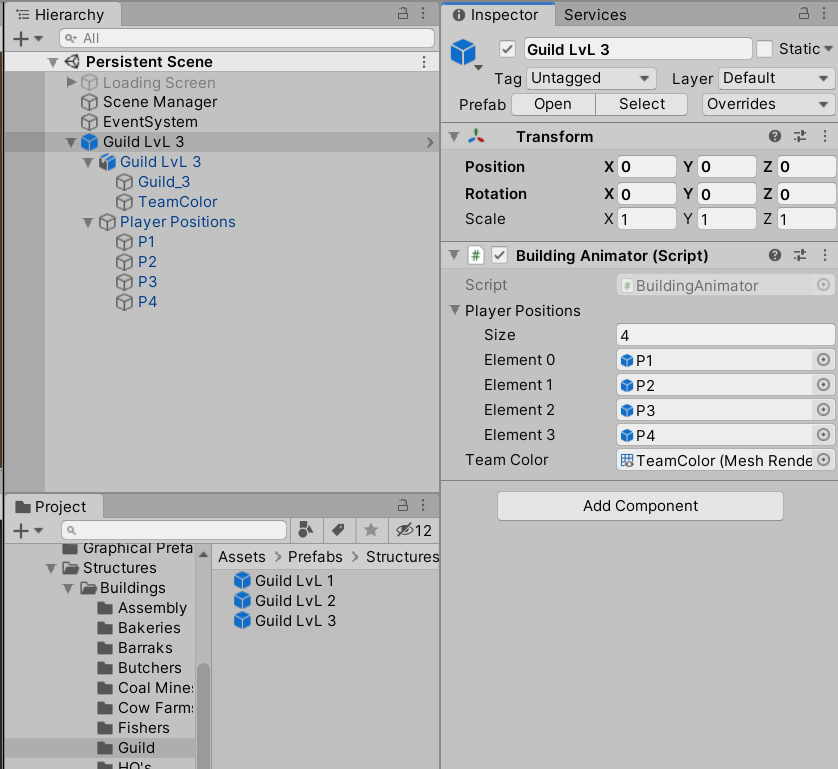 Hierarchy
All
Persistent Scene
Loading Screen
Scene Manager
EventSystem
Guild LvL 3
Guild LvL 3
Guild_3
TeamColor
Player Positions
P1
P2
P3
P4
Project
12
Graphical Prefa
Structures
Buildings
Assembly
Bakeries
Barraks
Butchers
Coal Mines
Cow Farms
Fishers
Guild
HQ's
Assets > Prefabs > Structures
Guild LvL 1
Guild LvL 2
Guild LvL 3
Inspector Services
Guild LvL 3 Static
Tag Untagged Layer Default
Prefab Open Select Overrides
Transform
Position X 0 Y 0 Z 0
Rotation X 0 Y 0 Z 0
Scale X 1 Y 1 Z 1
# Building Animator (Script)
Script # BuildingAnimator
Player Positions
Size 4
Element 0 P1
Element 1 P2
Element 2 P3
Element 3 P4
Team Color TeamColor (Mesh Rende
Add Component